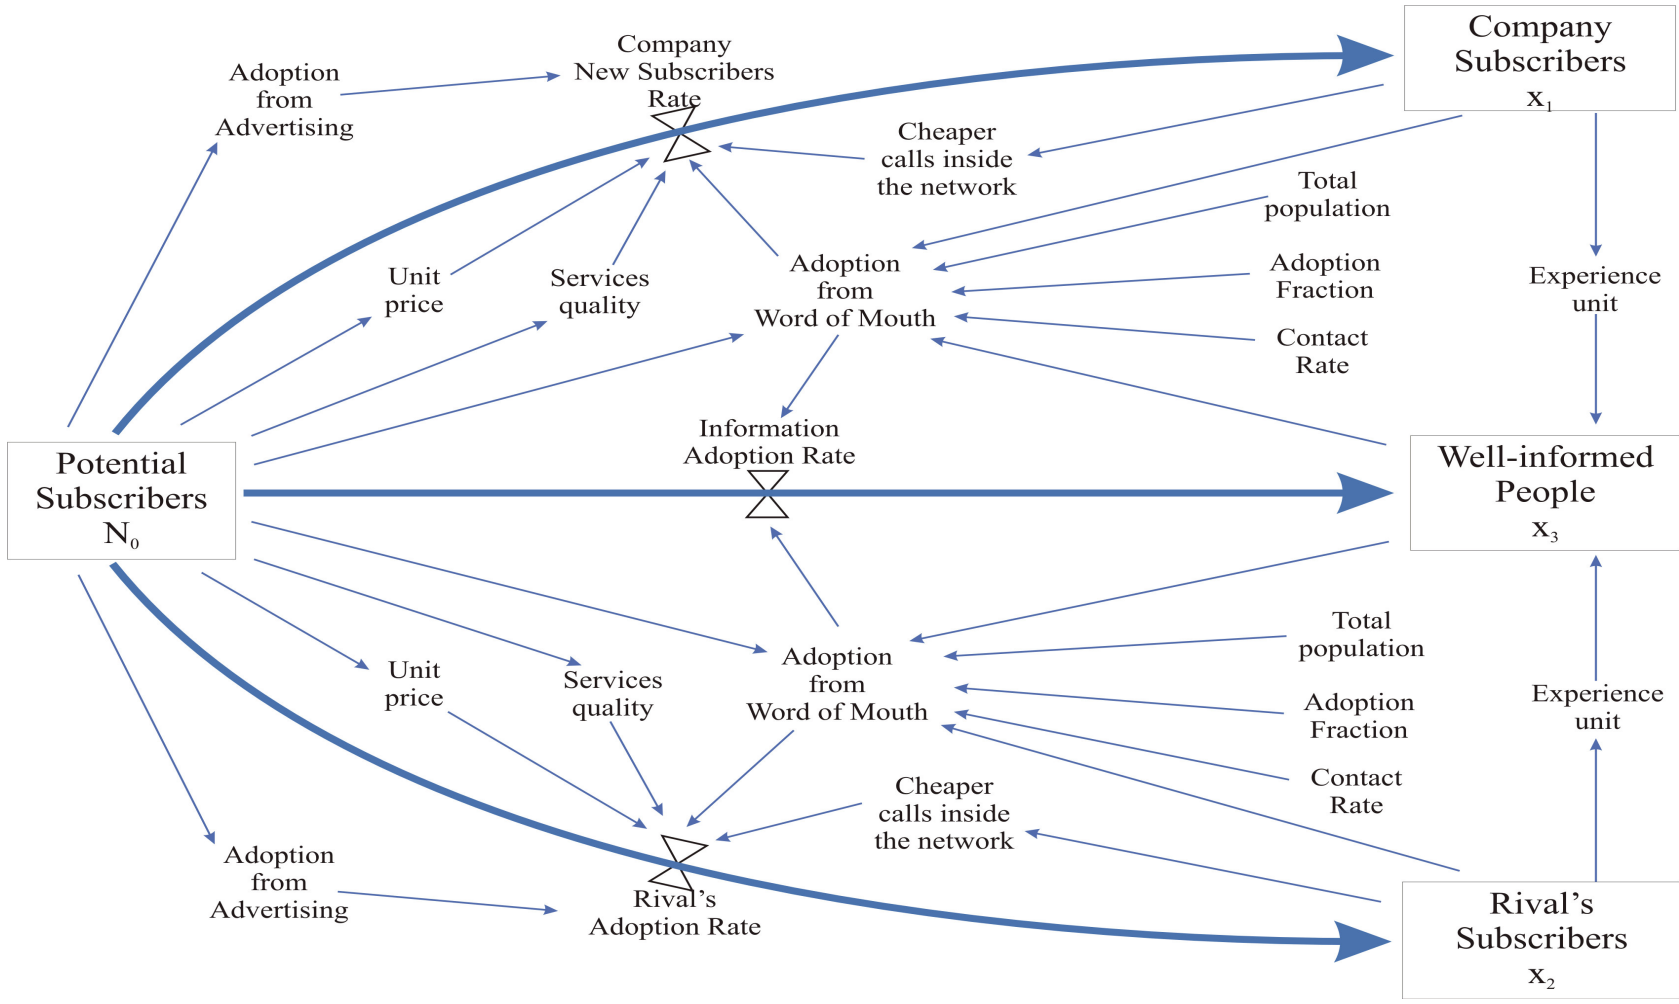 Company
New Subscribers
Rate
Adoption
from
Advertising
Company
Subscribers
x₁
Cheaper
calls inside
the network
Total
population
Unit
price
Services
quality
Adoption
from
Word of Mouth
Adoption
Fraction
Experience
unit
Contact
Rate
Information
Adoption Rate
Potential
Subscribers
N₀
Well-informed
People
x₃
Unit
price
Services
quality
Adoption
from
Word of Mouth
Total
population
Adoption
Fraction
Experience
unit
Contact
Rate
Cheaper
calls inside
the network
Adoption
from
Advertising
Rival’s
Adoption Rate
Rival’s
Subscribers
x₂